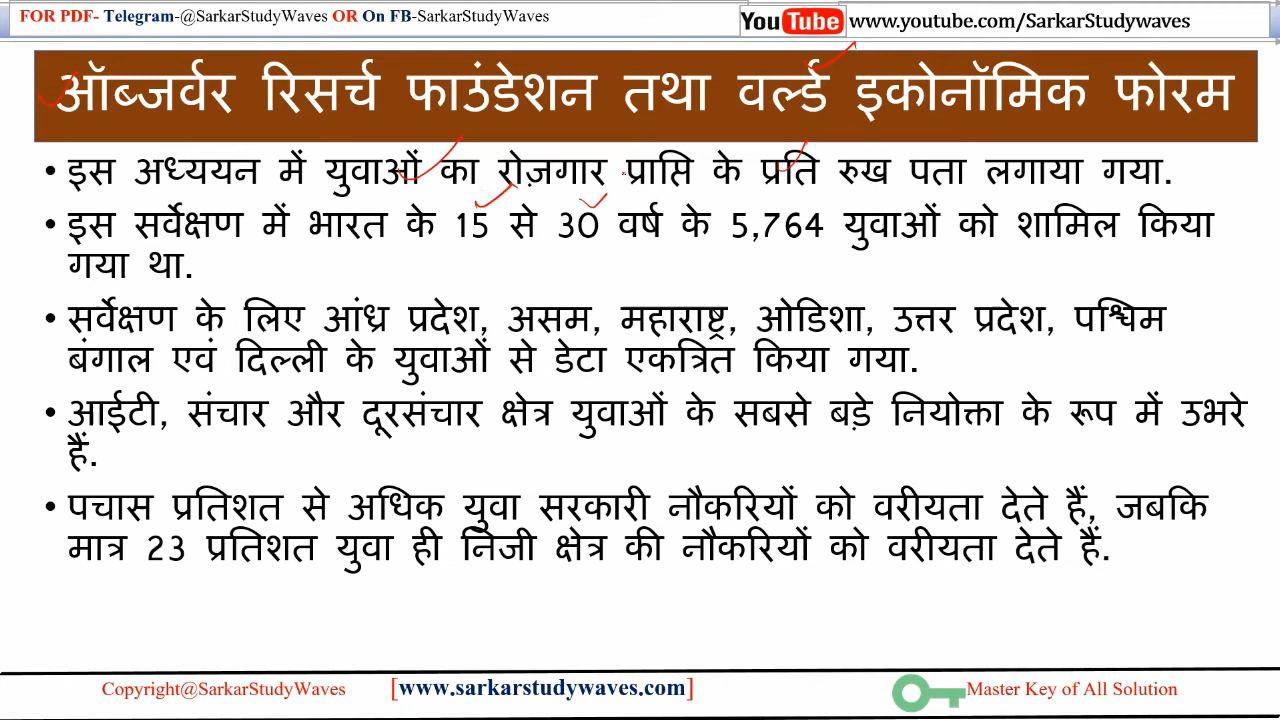 FOR PDF- Telegram-@SarkarStudyWaves OR On FB-SarkarStudyWaves
YouTube www.youtube.com/SarkarStudywaves
ऑब्जर्वर रिसर्च फाउंडेशन तथा वर्ल्ड इकोनॉमिक फोरम
• इस अध्ययन में युवाओं का रोज़गार प्राप्ति के प्रति रुख पता लगाया गया.
• इस सर्वेक्षण में भारत के 15 से 30 वर्ष के 5,764 युवाओं को शामिल किया
गया था.
• सर्वेक्षण के लिए आंध्र प्रदेश, असम, महाराष्ट्र, ओडिशा, उत्तर प्रदेश, पश्चिम
बंगाल एवं दिल्ली के युवाओं से डेटा एकत्रित किया गया.
• आईटी, संचार और दूरसंचार क्षेत्र युवाओं के सबसे बड़े नियोक्ता के रूप में उभरे
हैं.
• पचास प्रतिशत से अधिक युवा सरकारी नौकरियों को वरीयता देते हैं, जबकि
मात्र 23 प्रतिशत युवा ही निजी क्षेत्र की नौकरियों को वरीयता देते हैं.
Copyright@SarkarStudyWaves [www.sarkarstudywaves.com] Master Key of All Solution